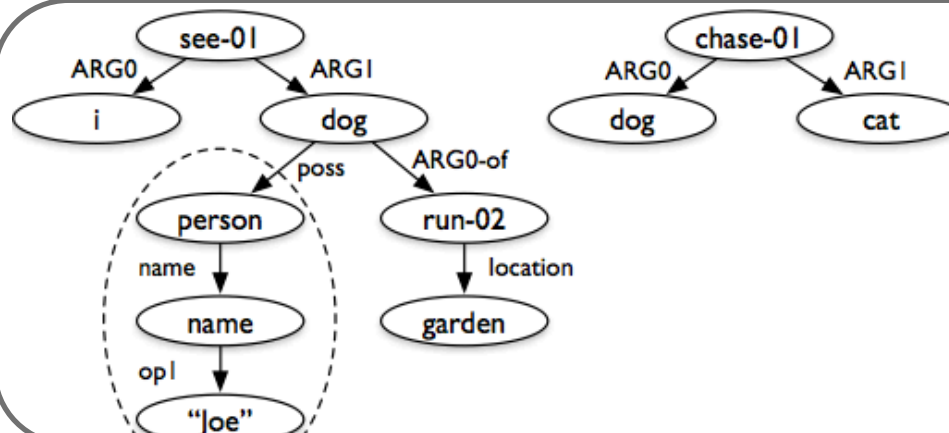 see-01 chase-01
ARG0 ARG1 ARG0 ARG1
i dog dog cat
poss ARG0-of
person run-02
name location
name garden
op1
“Joe”